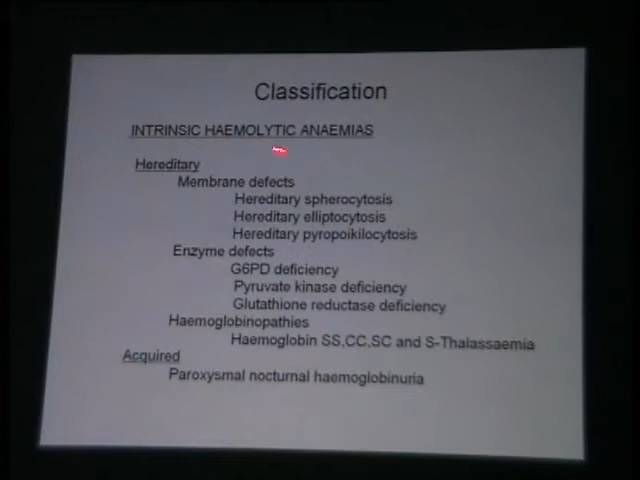 Classification
INTRINSIC HAEMOLYTIC ANAEMIAS
Hereditary
Membrane defects
Hereditary spherocytosis
Hereditary elliptocytosis
Hereditary pyropoikilocytosis
Enzyme defects
G6PD deficiency
Pyruvate kinase deficiency
Glutathione reductase deficiency
Haemoglobinopathies
Haemoglobin SS,CC,SC and S-Thalassaemia
Acquired
Paroxysmal nocturnal haemoglobinuria